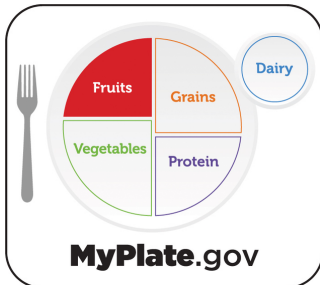 Dairy
Fruits
Grains
Vegetables
Protein
MyPlate.gov